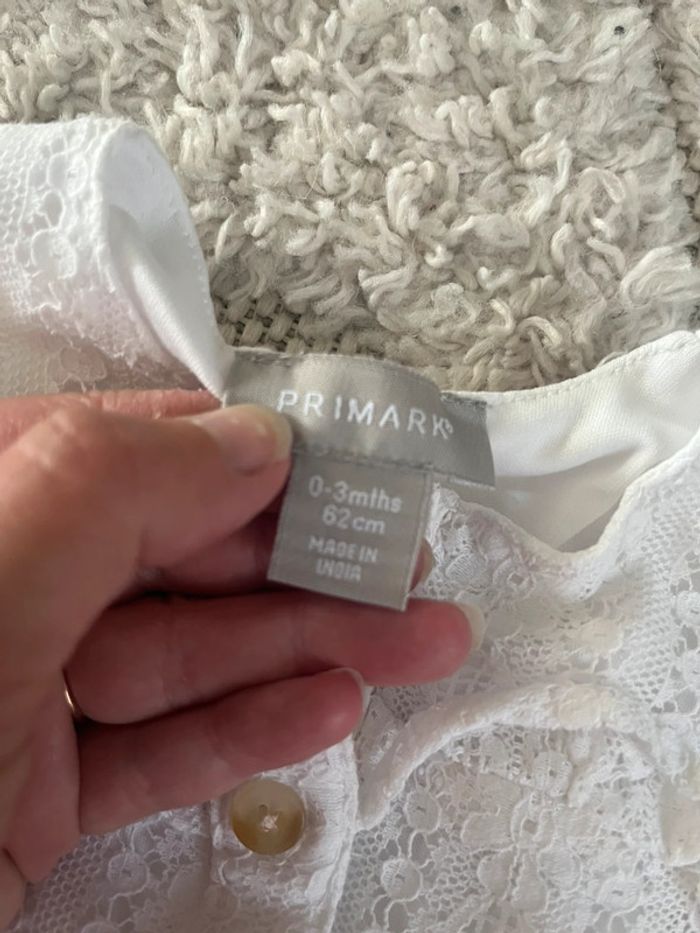 PRIMARK®
0-3mths
62cm
MADE IN
INDIA